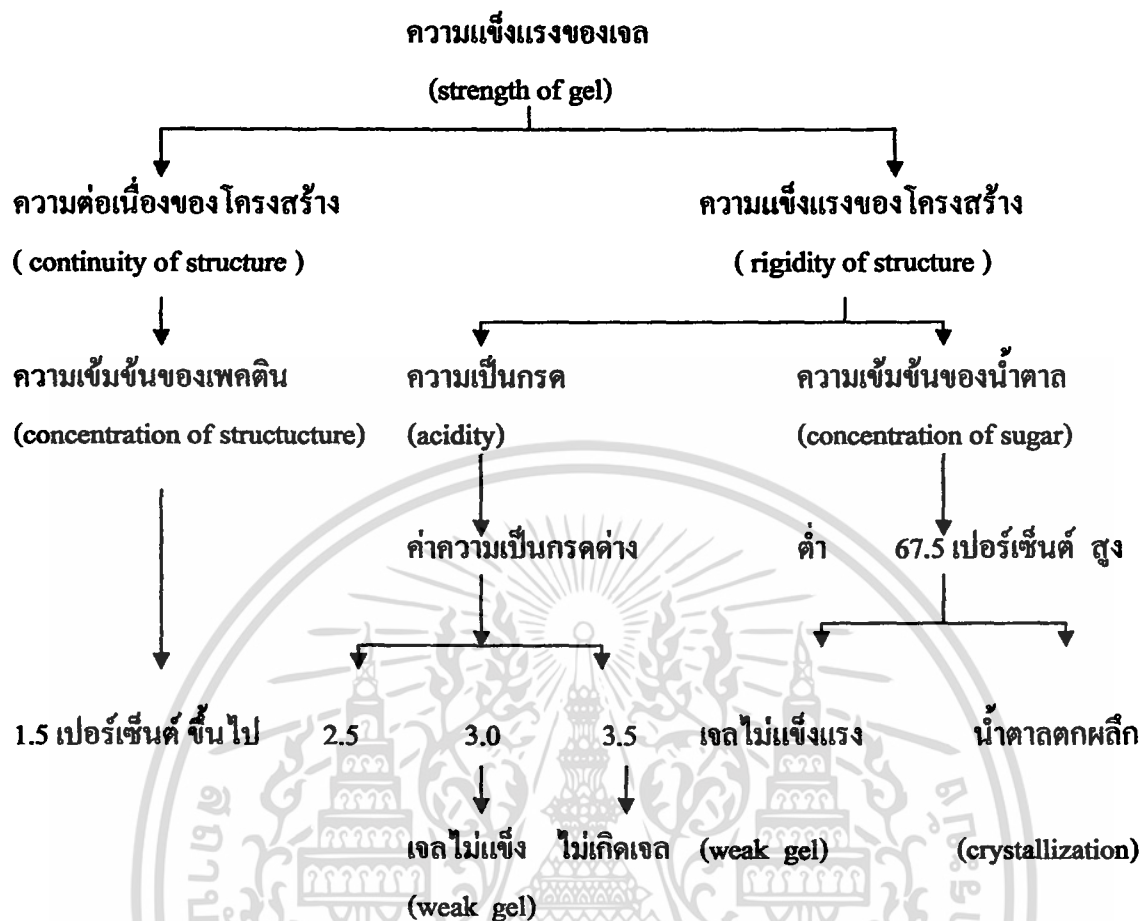 ความแข็งแรงของเจล
(strength of gel)
ความต่อเนื่องของโครงสร้าง ความแข็งแรงของโครงสร้าง
( continuity of structure ) ( rigidity of structure )
ความเข้มข้นของเพคติน ความเป็นกรด ความเข้มข้นของน้ำตาล
(concentration of structucture) (acidity) (concentration of sugar)
ค่าความเป็นกรดด่าง ต่ำ 67.5 เปอร์เซ็นต์ สูง
1.5 เปอร์เซ็นต์ ขึ้นไป 2.5 3.0 3.5 เจลไม่แข็งแรง น้ำตาลตกผลึก
เจลไม่แข็ง ไม่เกิดเจล (weak gel) (crystallization)
(weak gel)